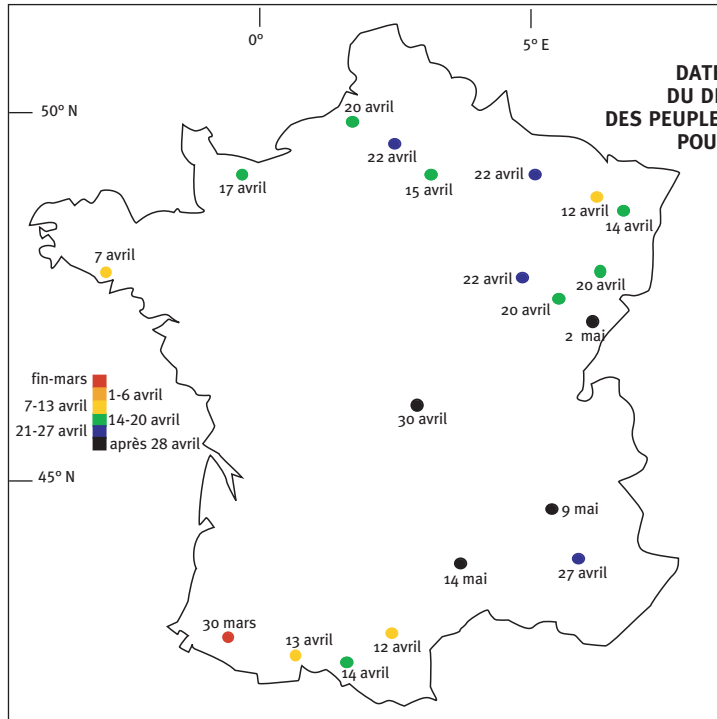 0°
5° E
DATE
DU DE
DES PEUPLE
POU
50° N
20 avril
22 avril
17 avril
15 avril
22 avril
12 avril
14 avril
7 avril
22 avril
20 avril
20 avril
2 mai
fin-mars
1-6 avril
7-13 avril
14-20 avril
21-27 avril
après 28 avril
30 avril
45° N
9 mai
14 mai
27 avril
30 mars
13 avril
12 avril
14 avril